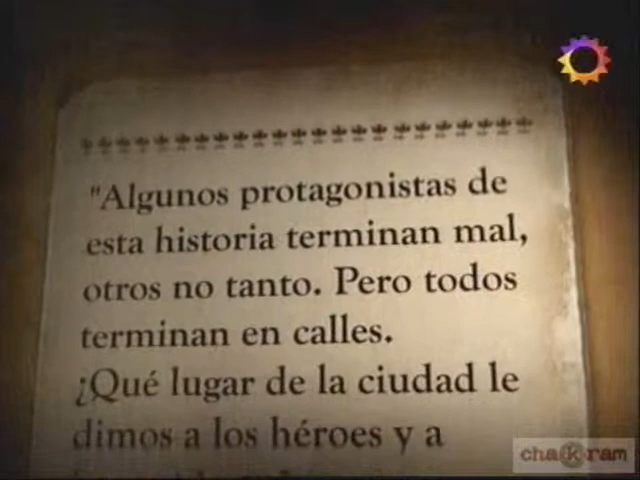 "Algunos protagonistas de
esta historia terminan mal,
otros no tanto. Pero todos
terminan en calles.
¿Qué lugar de la ciudad le
dimos a los héroes y a
chakram